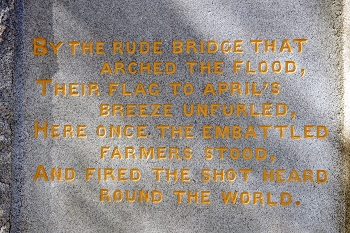 By the rude bridge that
arched the flood,
Their flag to April's
breeze unfurled,
Here once the embattled
farmers stood,
And fired the shot heard
round the world.